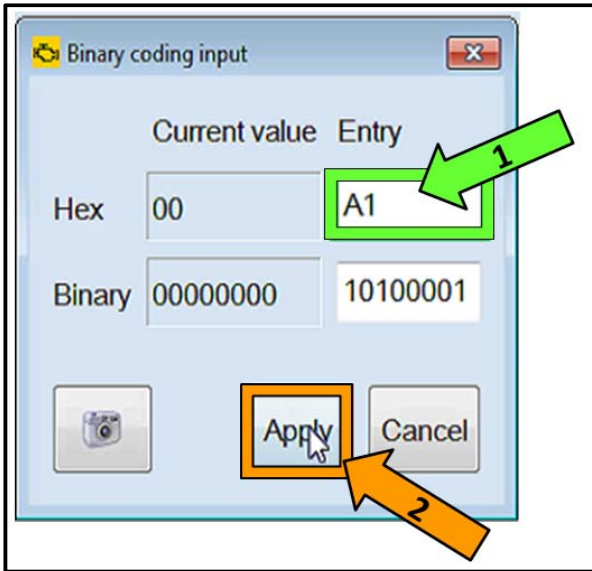 Binary coding input
Current value Entry
Hex 00 A1
1
Binary 00000000 10100001
Apply Cancel
2